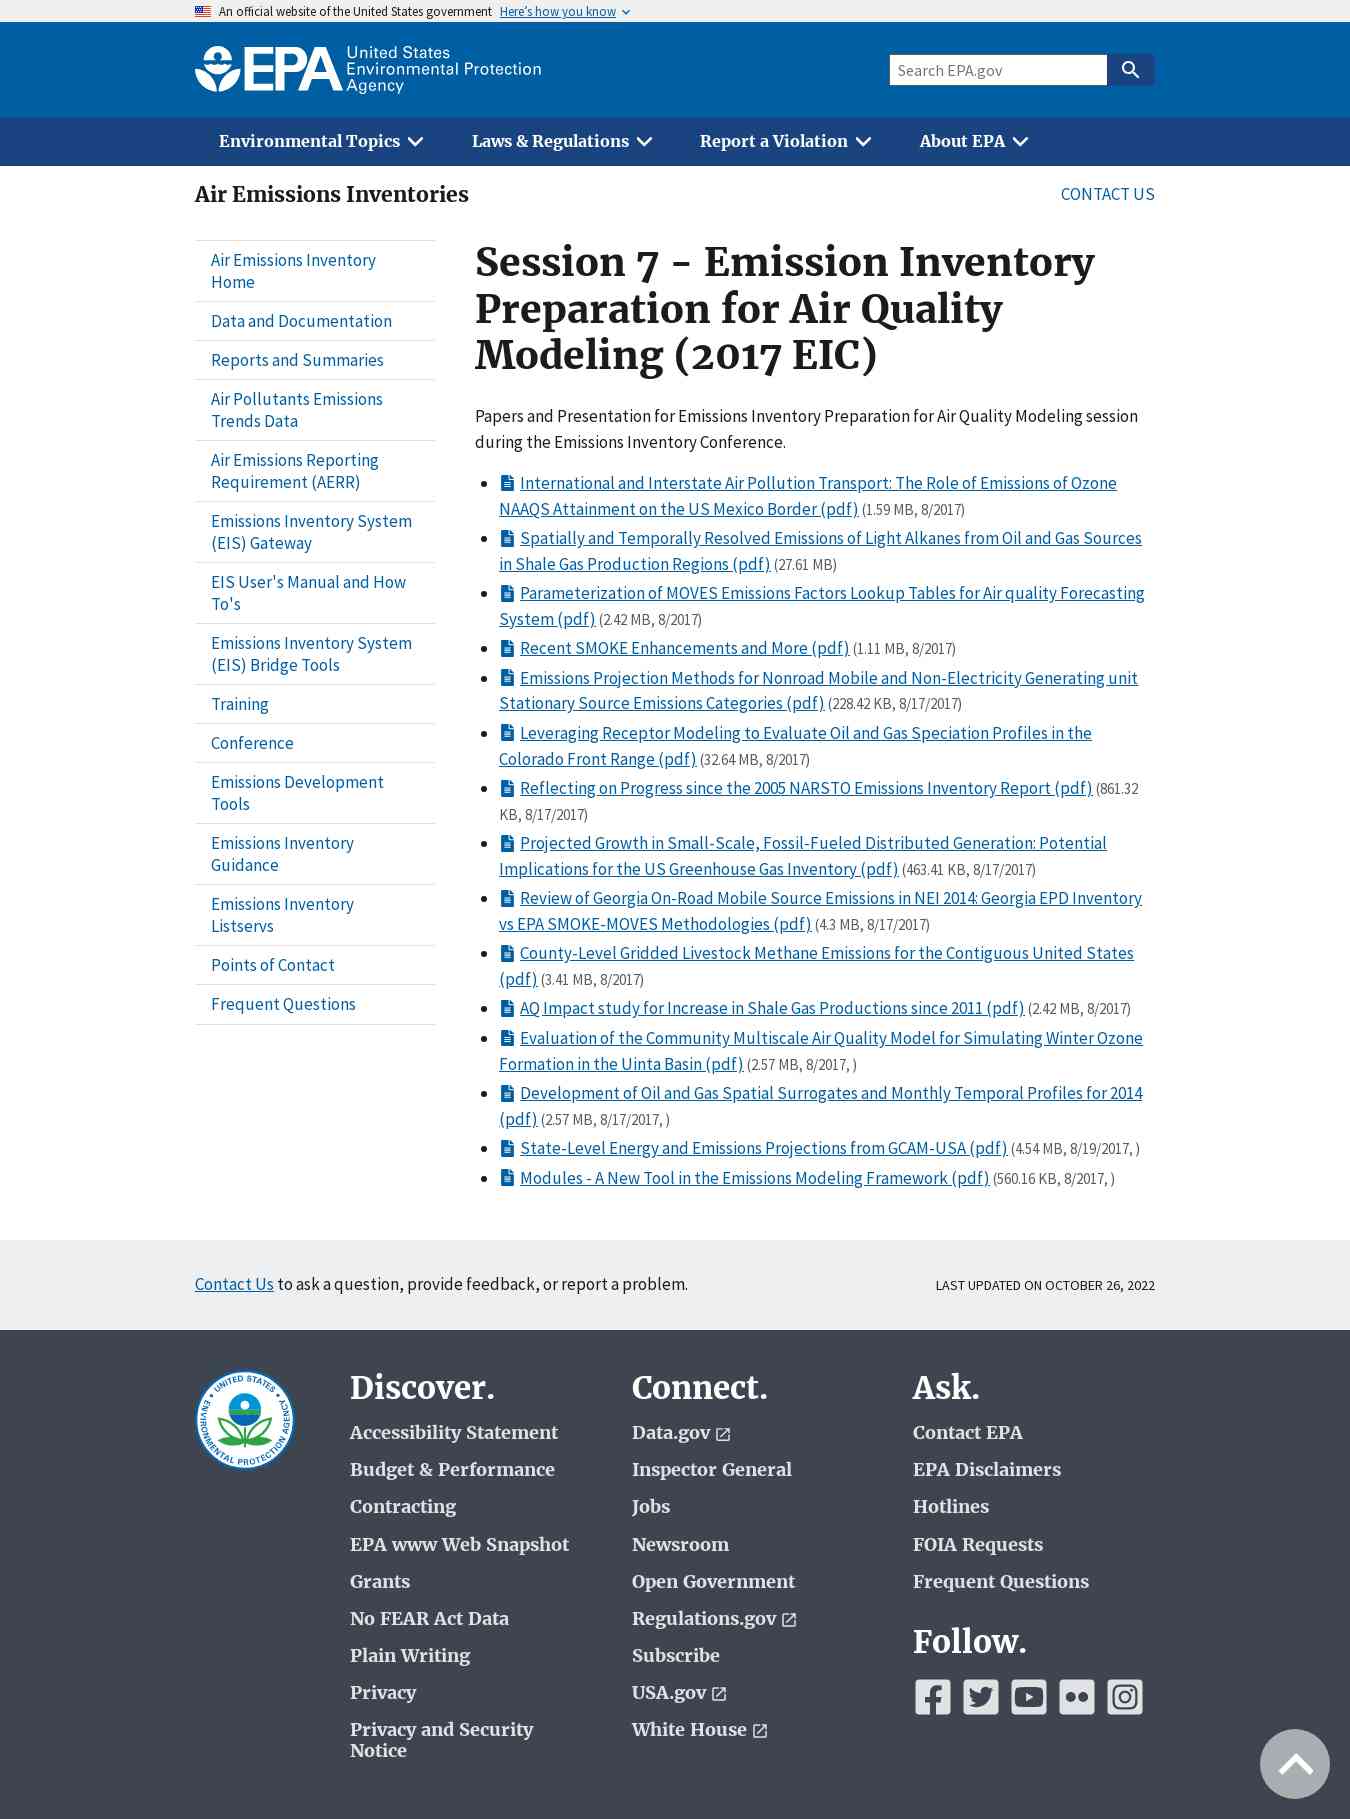 An official website of the United States government Here's how you know
EPA United States
Environmental Protection
Agency
Search EPA.gov
Environmental Topics Laws & Regulations Report a Violation About EPA
Air Emissions Inventories
CONTACT US
Air Emissions Inventory
Home
Data and Documentation
Reports and Summaries
Air Pollutants Emissions
Trends Data
Air Emissions Reporting
Requirement (AERR)
Emissions Inventory System
(EIS) Gateway
EIS User's Manual and How
To's
Emissions Inventory System
(EIS) Bridge Tools
Training
Conference
Emissions Development
Tools
Emissions Inventory
Guidance
Emissions Inventory
Listservs
Points of Contact
Frequent Questions
Session 7 - Emission Inventory
Preparation for Air Quality
Modeling (2017 EIC)
Papers and Presentation for Emissions Inventory Preparation for Air Quality Modeling session
during the Emissions Inventory Conference.
International and Interstate Air Pollution Transport: The Role of Emissions of Ozone
NAAQS Attainment on the US Mexico Border (pdf) (1.59 MB, 8/2017)
Spatially and Temporally Resolved Emissions of Light Alkanes from Oil and Gas Sources
in Shale Gas Production Regions (pdf) (27.61 MB)
Parameterization of MOVES Emissions Factors Lookup Tables for Air quality Forecasting
System (pdf) (2.42 MB, 8/2017)
Recent SMOKE Enhancements and More (pdf) (1.11 MB, 8/2017)
Emissions Projection Methods for Nonroad Mobile and Non-Electricity Generating unit
Stationary Source Emissions Categories (pdf) (228.42 KB, 8/17/2017)
Leveraging Receptor Modeling to Evaluate Oil and Gas Speciation Profiles in the
Colorado Front Range (pdf) (32.64 MB, 8/2017)
Reflecting on Progress since the 2005 NARSTO Emissions Inventory Report (pdf) (861.32
KB, 8/17/2017)
Projected Growth in Small-Scale, Fossil-Fueled Distributed Generation: Potential
Implications for the US Greenhouse Gas Inventory (pdf) (463.41 KB, 8/17/2017)
Review of Georgia On-Road Mobile Source Emissions in NEI 2014: Georgia EPD Inventory
vs EPA SMOKE-MOVES Methodologies (pdf) (4.3 MB, 8/17/2017)
County-Level Gridded Livestock Methane Emissions for the Contiguous United States
(pdf) (3.41 MB, 8/2017)
AQ Impact study for Increase in Shale Gas Productions since 2011 (pdf) (2.42 MB, 8/2017)
Evaluation of the Community Multiscale Air Quality Model for Simulating Winter Ozone
Formation in the Uinta Basin (pdf) (2.57 MB, 8/2017, )
Development of Oil and Gas Spatial Surrogates and Monthly Temporal Profiles for 2014
(pdf) (2.57 MB, 8/17/2017, )
State-Level Energy and Emissions Projections from GCAM-USA (pdf) (4.54 MB, 8/19/2017, )
Modules - A New Tool in the Emissions Modeling Framework (pdf) (560.16 KB, 8/2017, )
Contact Us to ask a question, provide feedback, or report a problem.
LAST UPDATED ON OCTOBER 26, 2022
UNITED STATES
ENVIRONMENTAL PROTECTION AGENCY
Discover.
Accessibility Statement
Budget & Performance
Contracting
EPA www Web Snapshot
Grants
No FEAR Act Data
Plain Writing
Privacy
Privacy and Security
Notice
Connect.
Data.gov
Inspector General
Jobs
Newsroom
Open Government
Regulations.gov
Subscribe
USA.gov
White House
Ask.
Contact EPA
EPA Disclaimers
Hotlines
FOIA Requests
Frequent Questions
Follow.